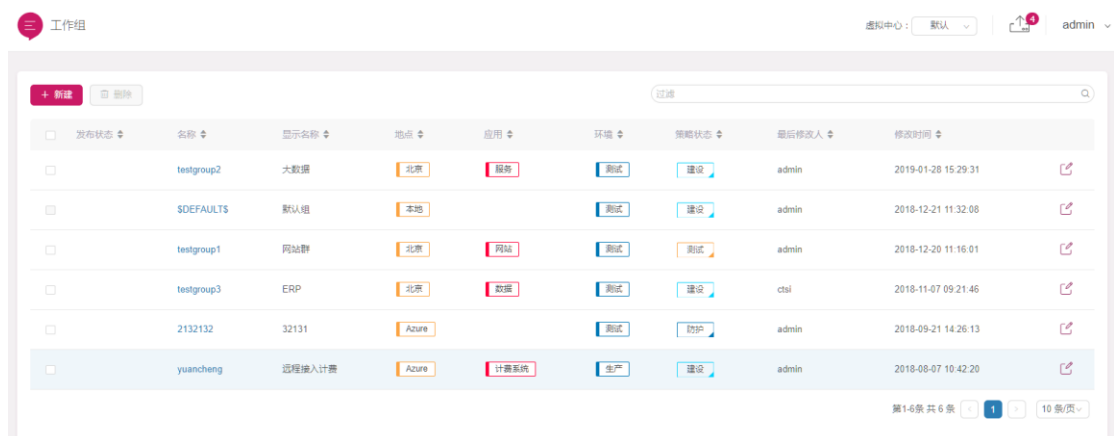 工作组 虚拟中心: 默认 4 admin
+ 新建 删除 过滤
发布状态 名称 显示名称 地点 应用 环境 策略状态 最后修改人 修改时间
testgroup2 大数据 北京 服务 测试 建设 admin 2019-01-28 15:29:31
$DEFAULT$ 默认组 本地 测试 建设 admin 2018-12-21 11:32:08
testgroup1 网站群 北京 网站 测试 测试 admin 2018-12-20 11:16:01
testgroup3 ERP 北京 数据 测试 建设 ctsi 2018-11-07 09:21:46
2132132 32131 Azure 测试 防护 admin 2018-09-21 14:26:13
yuancheng 远程接入计费 Azure 计费系统 生产 建设 admin 2018-08-07 10:42:20
第1-6条 共 6 条 < 1 > 10 条/页